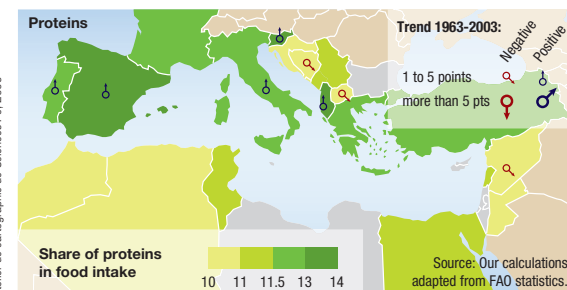 Proteins
Trend 1963-2003:
Negative
Positive
1 to 5 points
more than 5 pts
Share of proteins
in food intake
10 11 11.5 13 14
Source: Our calculations
adapted from FAO statistics.